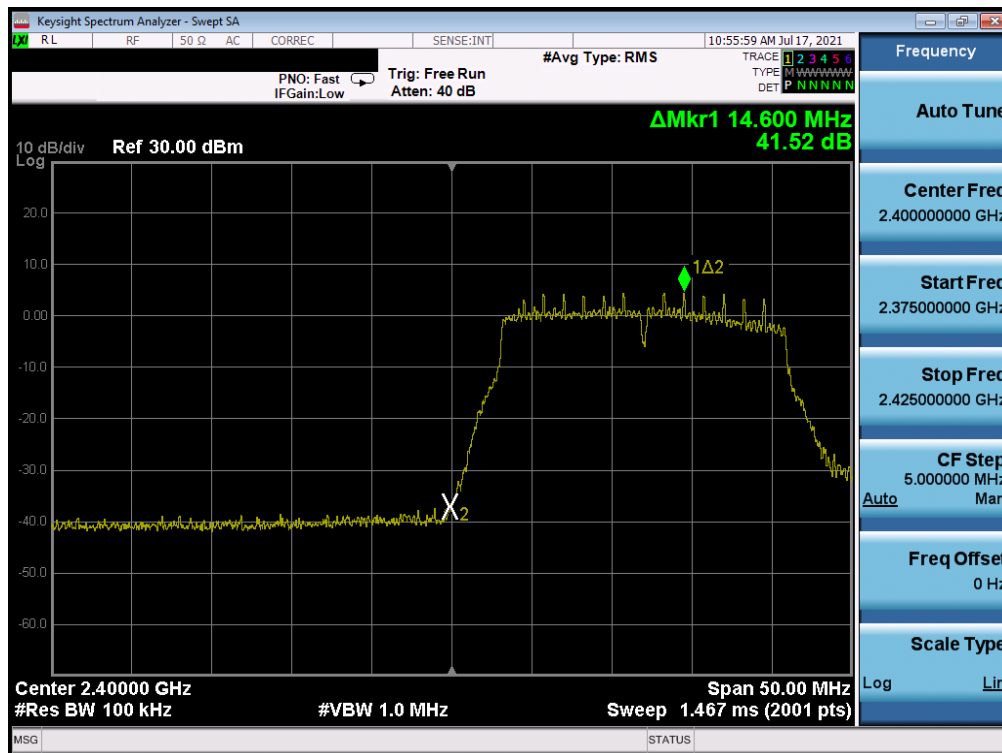 Keysight Spectrum Analyzer - Swept SA
LXI RL RF 50 Ω AC CORREC SENSE:INT 10:55:59 AM Jul 17, 2021
PNO: Fast
IFGain:Low
Trig: Free Run
Atten: 40 dB
#Avg Type: RMS
TRACE 1 2 3 4 5 6
TYPE M WWWWW
DET P N N N N N
ΔMkr1 14.600 MHz
41.52 dB
10 dB/div Ref 30.00 dBm
Log
20.0
10.0
0.00
-10.0
-20.0
-30.0
-40.0
-50.0
-60.0
1Δ2
X2
Center 2.40000 GHz Span 50.00 MHz
#Res BW 100 kHz #VBW 1.0 MHz Sweep 1.467 ms (2001 pts)
MSG STATUS
Frequency
Auto Tune
Center Freq
2.400000000 GHz
Start Freq
2.375000000 GHz
Stop Freq
2.425000000 GHz
CF Step
5.000000 MHz
Auto Man
Freq Offset
0 Hz
Scale Type
Log Lin